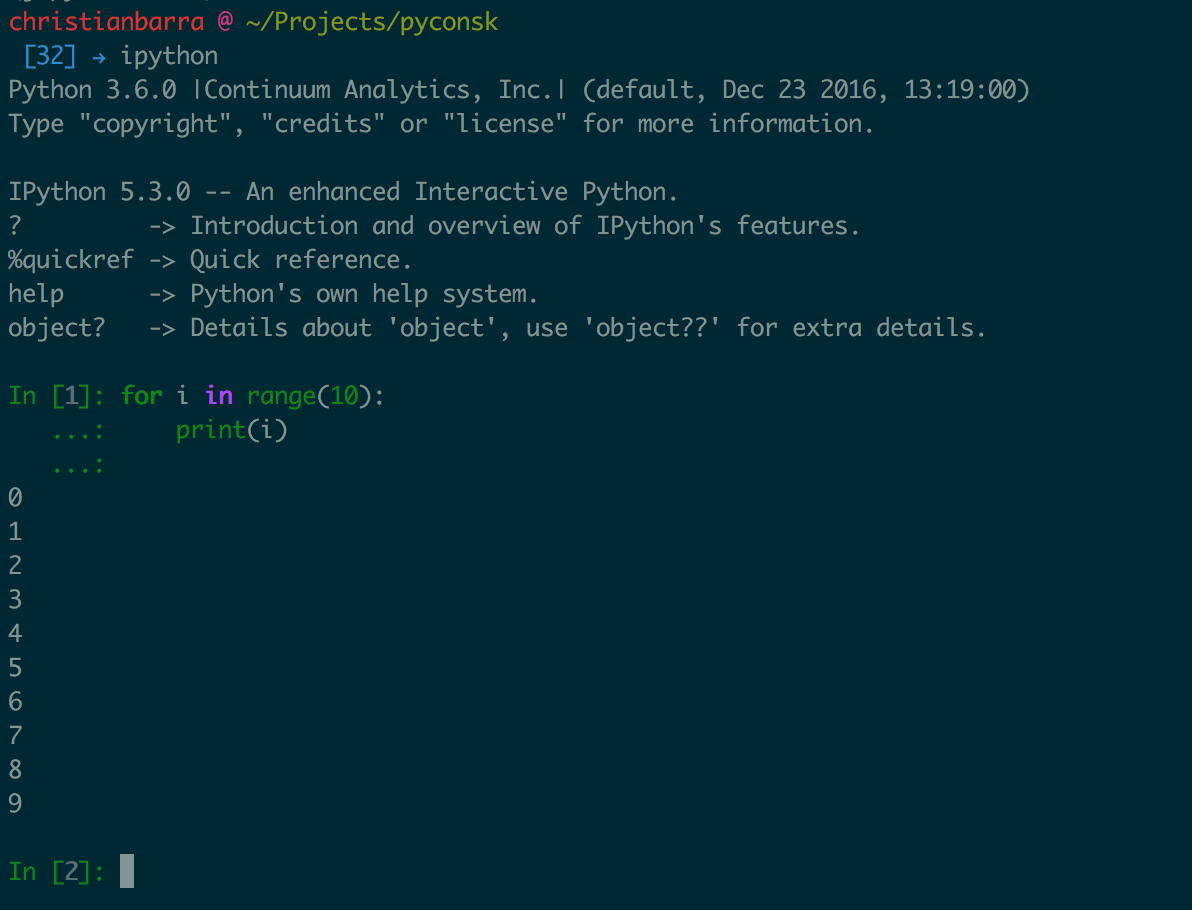 christianbarra @ ~/Projects/pyconsk
[32] → ipython
Python 3.6.0 |Continuum Analytics, Inc.| (default, Dec 23 2016, 13:19:00)
Type "copyright", "credits" or "license" for more information.
IPython 5.3.0 -- An enhanced Interactive Python.
?         -> Introduction and overview of IPython's features.
%quickref -> Quick reference.
help      -> Python's own help system.
object?   -> Details about 'object', use 'object??' for extra details.
In [1]: for i in range(10):
   ...:     print(i)
   ...:
0
1
2
3
4
5
6
7
8
9
In [2]: